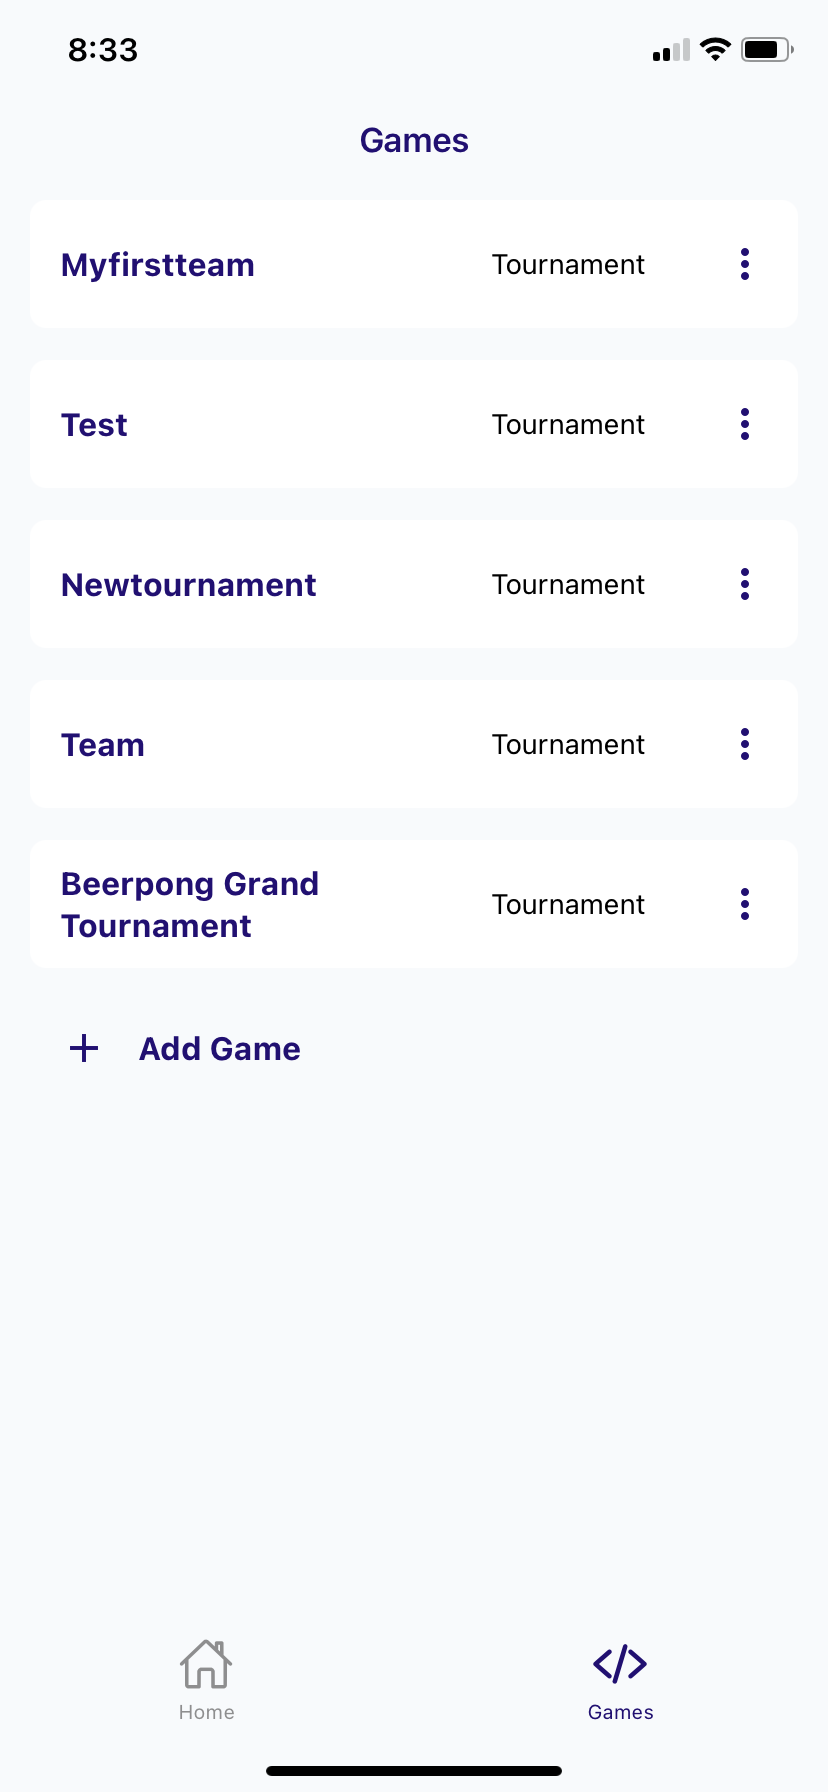 8:33
Games
Myfirstteam Tournament
Test Tournament
Newtournament Tournament
Team Tournament
Beerpong Grand
Tournament
Tournament
Add Game
Home Games